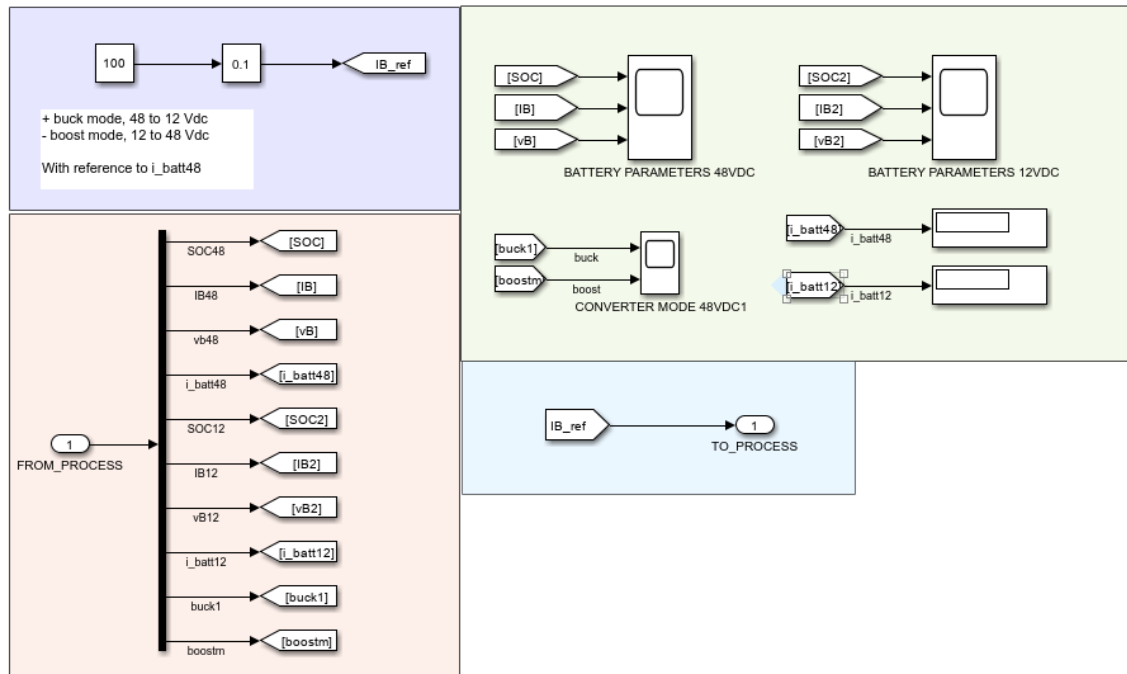 100
0.1
IB_ref
+ buck mode, 48 to 12 Vdc
- boost mode, 12 to 48 Vdc
With reference to i_batt48
[SOC]
[IB]
[vB]
BATTERY PARAMETERS 48VDC
[SOC2]
[IB2]
[vB2]
BATTERY PARAMETERS 12VDC
[buck1]
buck
[boostm]
boost
CONVERTER MODE 48VDC1
[i_batt48]
i_batt48
[i_batt12]
i_batt12
1
FROM_PROCESS
SOC48
[SOC]
IB48
[IB]
vb48
[vB]
i_batt48
[i_batt48]
SOC12
[SOC2]
IB12
[IB2]
vB12
[vB2]
i_batt12
[i_batt12]
buck1
[buck1]
boostm
[boostm]
IB_ref
1
TO_PROCESS